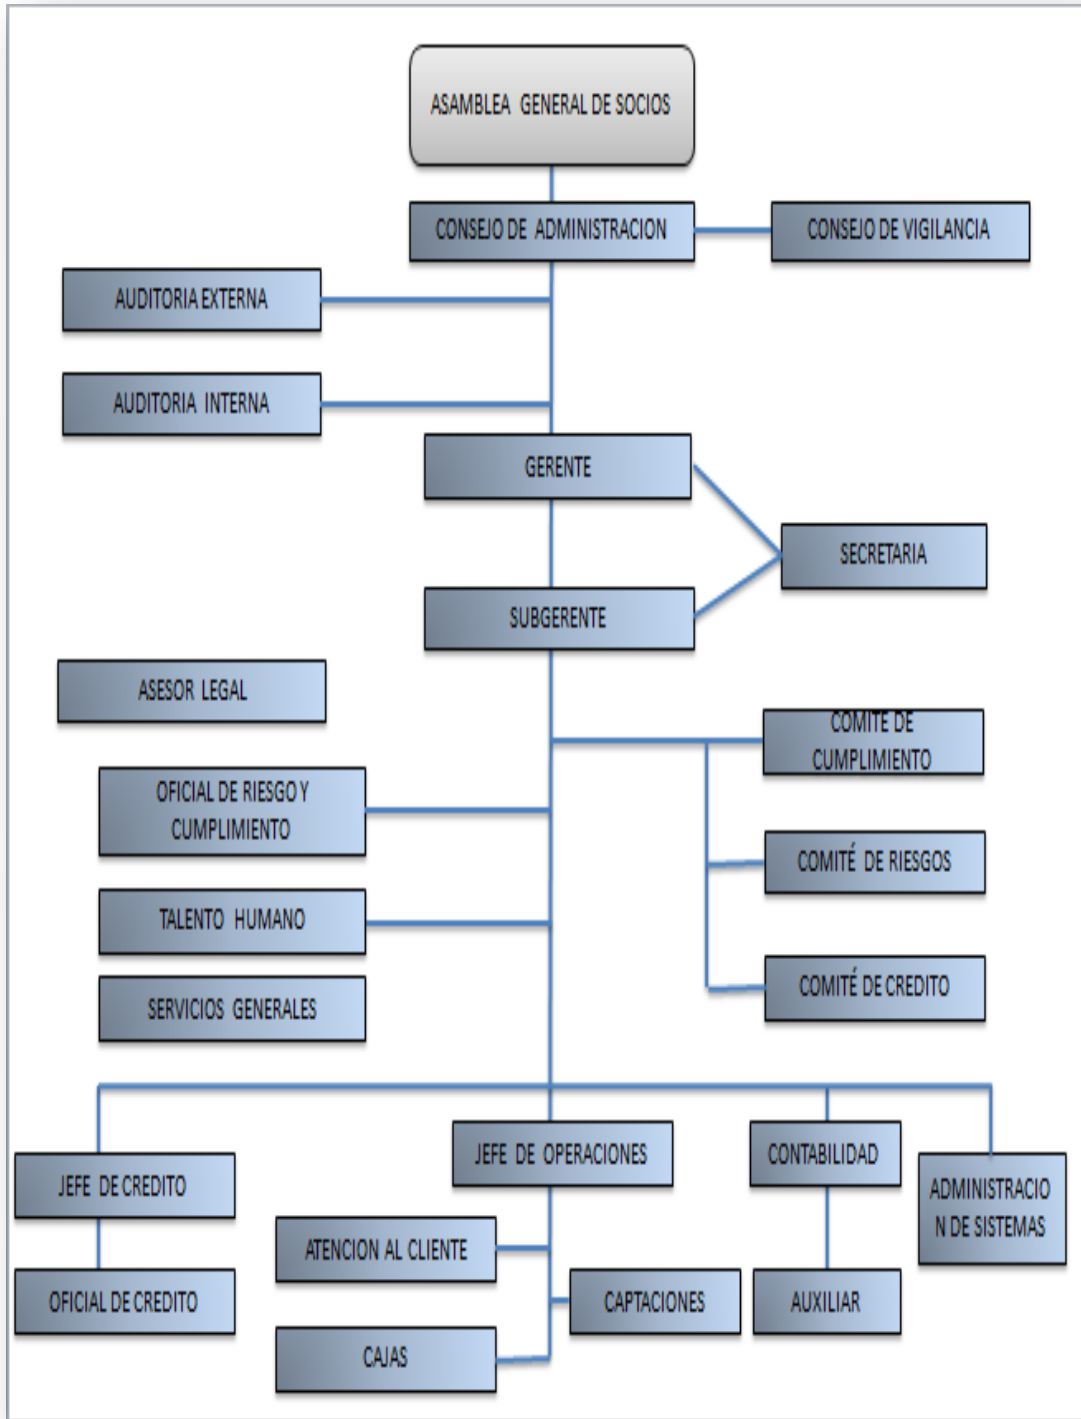 ASAMBLEA GENERAL DE SOCIOS
CONSEJO DE ADMINISTRACION
CONSEJO DE VIGILANCIA
AUDITORIA EXTERNA
AUDITORIA INTERNA
GERENTE
SECRETARIA
SUBGERENTE
ASESOR LEGAL
COMITE DE
CUMPLIMIENTO
OFICIAL DE RIESGO Y
CUMPLIMIENTO
COMITÉ DE RIESGOS
TALENTO HUMANO
COMITÉ DE CREDITO
SERVICIOS GENERALES
JEFE DE CREDITO
JEFE DE OPERACIONES
CONTABILIDAD
ADMINISTRACIO
N DE SISTEMAS
ATENCION AL CLIENTE
OFICIAL DE CREDITO
CAPTACIONES
AUXILIAR
CAJAS